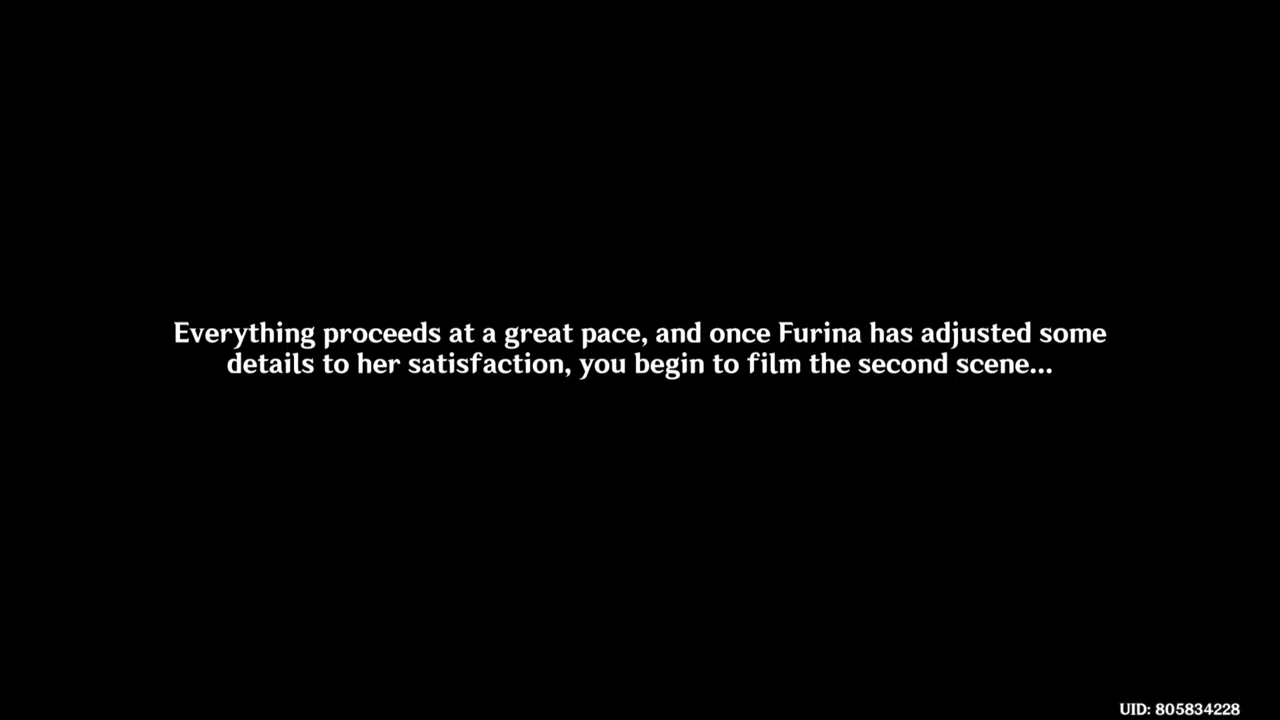 Everything proceeds at a great pace, and once Furina has adjusted some
details to her satisfaction, you begin to film the second scene...
UID: 805834228